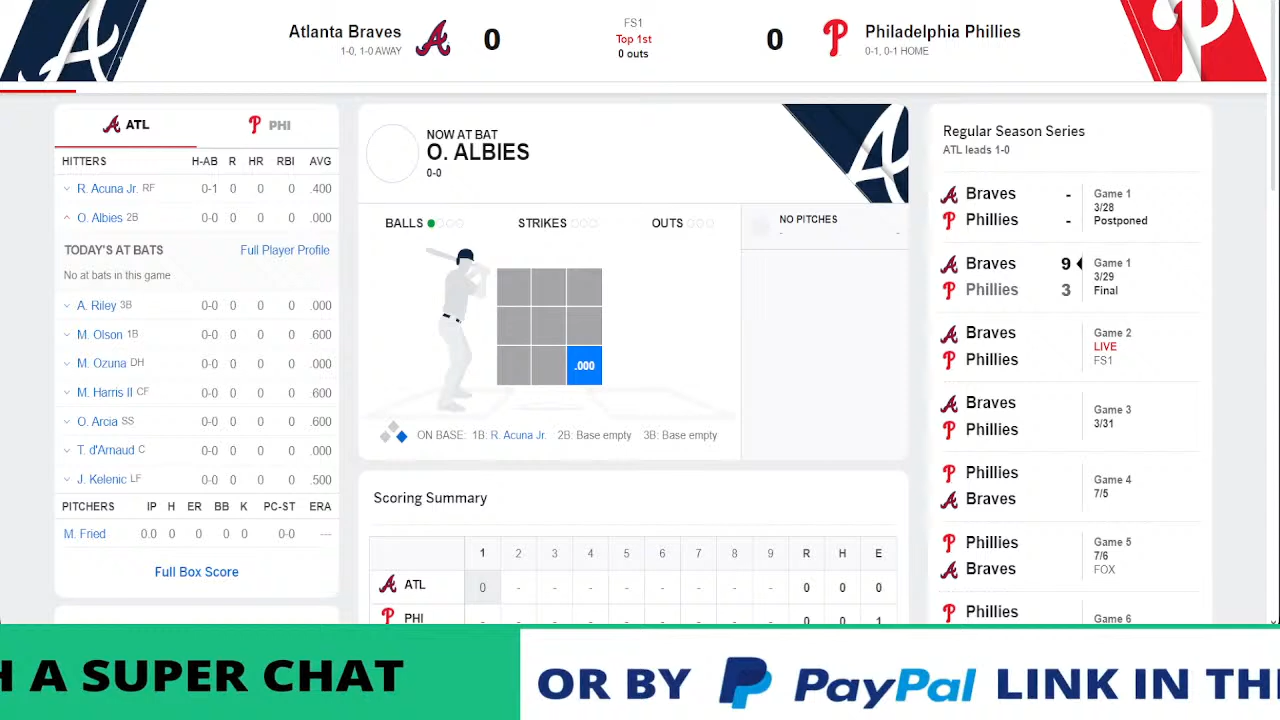 Atlanta Braves
1-0, 1-0 AWAY
0
FS1
Top 1st
0 outs
0
Philadelphia Phillies
0-1, 0-1 HOME
ATL
PHI
HITTERS H-AB R HR RBI AVG
R. Acuna Jr. RF 0-1 0 0 0 .400
O. Albies 2B 0-0 0 0 0 .000
TODAY'S AT BATS Full Player Profile
No at bats in this game
A. Riley 3B 0-0 0 0 0 .000
M. Olson 1B 0-0 0 0 0 .600
M. Ozuna DH 0-0 0 0 0 .000
M. Harris II CF 0-0 0 0 0 .600
O. Arcia SS 0-0 0 0 0 .600
T. d'Arnaud C 0-0 0 0 0 .000
J. Kelenic LF 0-0 0 0 0 .500
PITCHERS IP H ER BB K PC-ST ERA
M. Fried 0.0 0 0 0 0 0-0 ---
Full Box Score
NOW AT BAT
O. ALBIES
0-0
BALLS STRIKES OUTS
NO PITCHES
- -
.000
ON BASE: 1B: R. Acuna Jr. 2B: Base empty 3B: Base empty
Scoring Summary
1 2 3 4 5 6 7 8 9 R H E
ATL 0 - - - - - - - - 0 0 0
PHI - - - - - - - - - 0 0 1
Regular Season Series
ATL leads 1-0
Braves -
Phillies -
Game 1
3/28
Postponed
Braves 9
Phillies 3
Game 1
3/29
Final
Braves
Phillies
Game 2
LIVE
FS1
Braves
Phillies
Game 3
3/31
Phillies
Braves
Game 4
7/5
Phillies
Braves
Game 5
7/6
FOX
Phillies
Game 6
H A SUPER CHAT
OR BY PayPal LINK IN TH